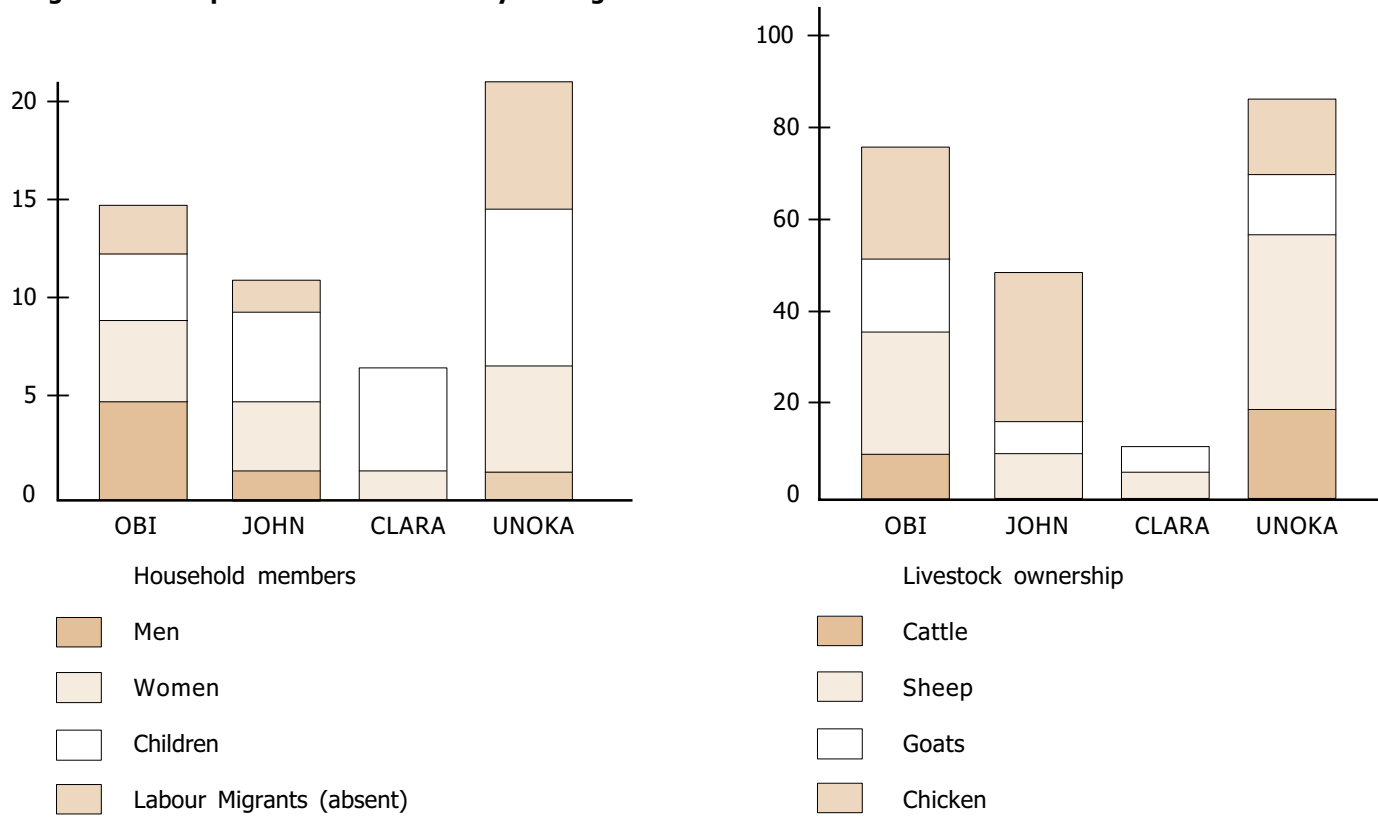 20
15
10
5
0
OBI JOHN CLARA UNOKA
Household members
Men
Women
Children
Labour Migrants (absent)
100
80
60
40
20
0
OBI JOHN CLARA UNOKA
Livestock ownership
Cattle
Sheep
Goats
Chicken